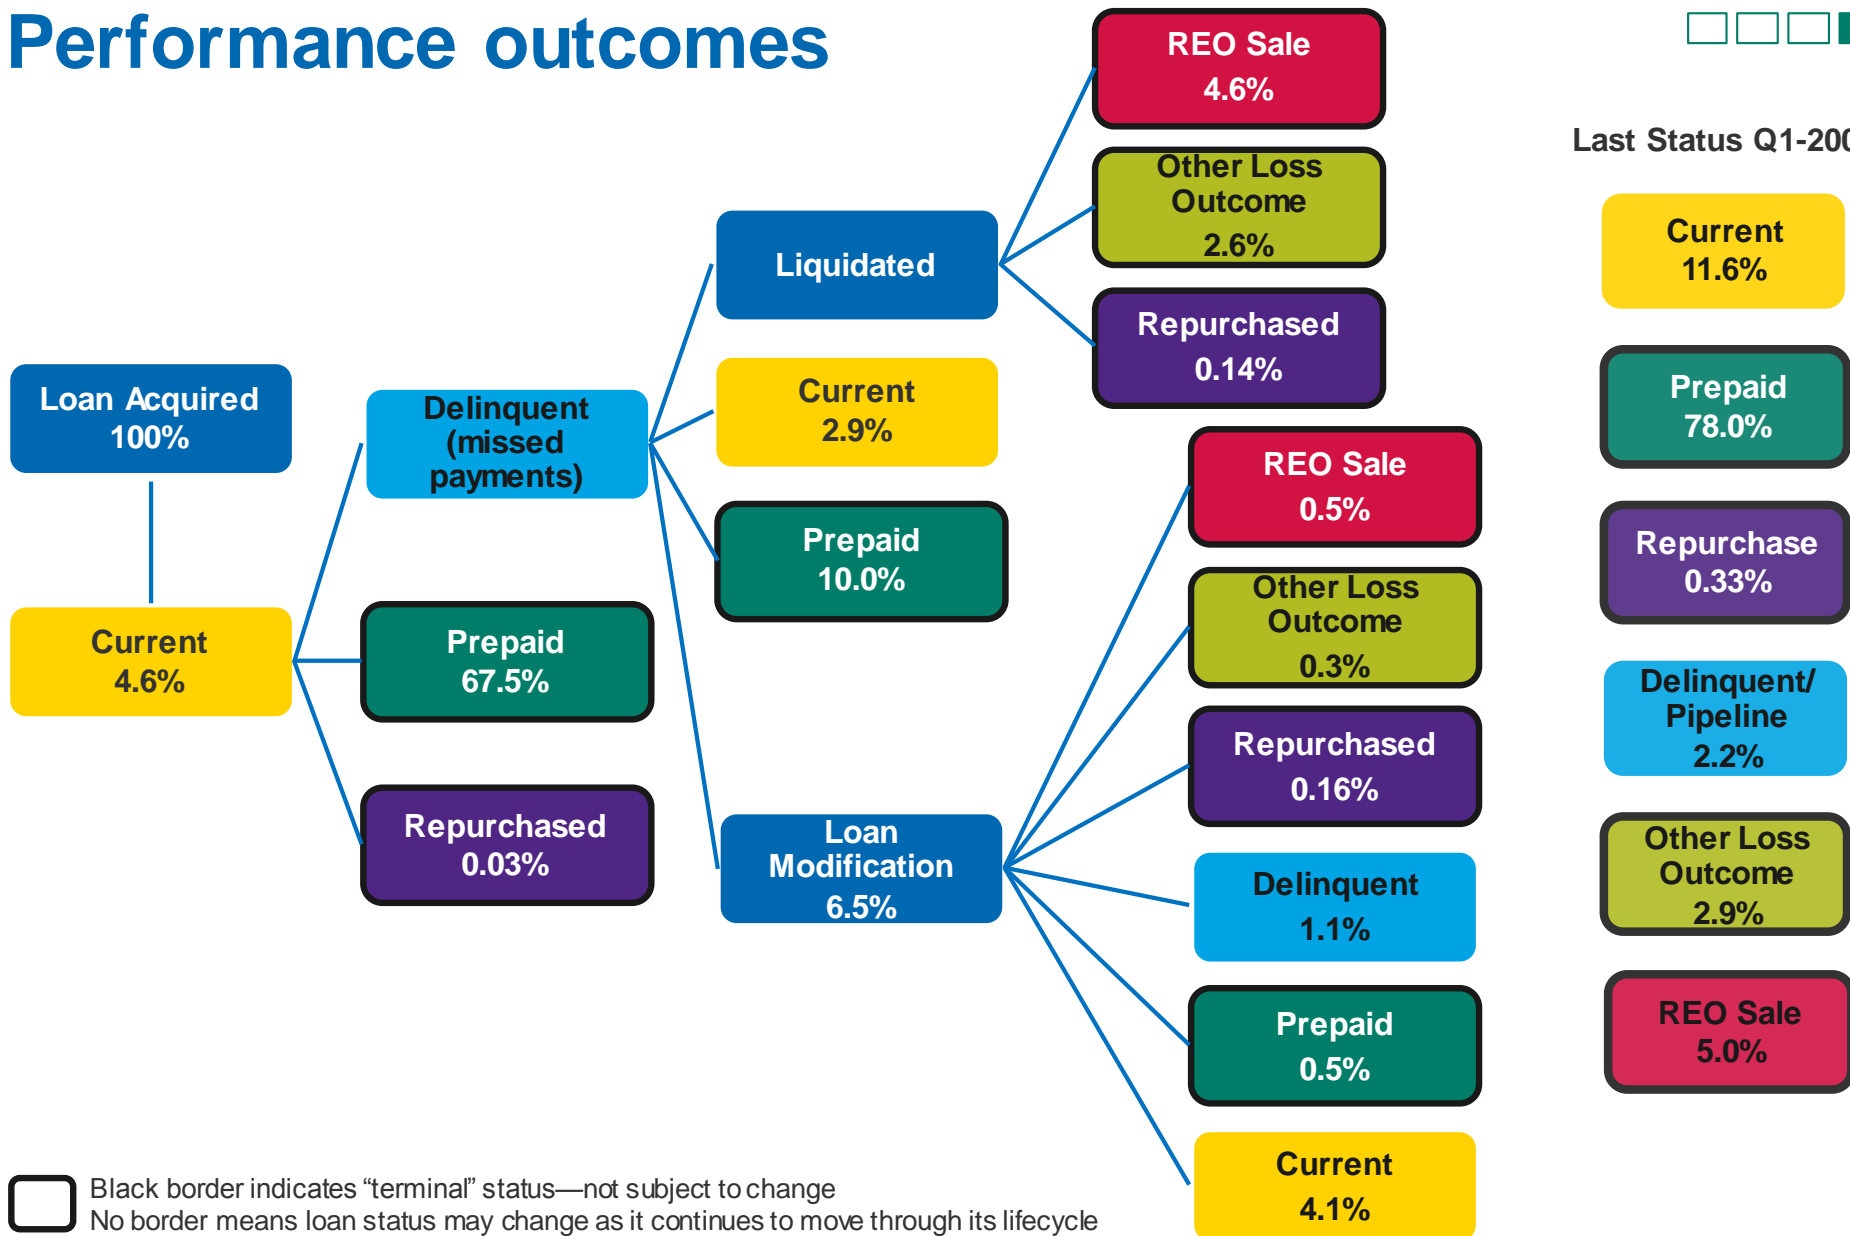 Performance outcomes
Loan Acquired
100%
Current
4.6%
Delinquent
(missed
payments)
Prepaid
67.5%
Repurchased
0.03%
Liquidated
Current
2.9%
Prepaid
10.0%
Loan
Modification
6.5%
REO Sale
4.6%
Other Loss
Outcome
2.6%
Repurchased
0.14%
REO Sale
0.5%
Other Loss
Outcome
0.3%
Repurchased
0.16%
Delinquent
1.1%
Prepaid
0.5%
Current
4.1%
Last Status Q1-200
Current
11.6%
Prepaid
78.0%
Repurchase
0.33%
Delinquent/
Pipeline
2.2%
Other Loss
Outcome
2.9%
REO Sale
5.0%
Black border indicates “terminal” status—not subject to change
No border means loan status may change as it continues to move through its lifecycle